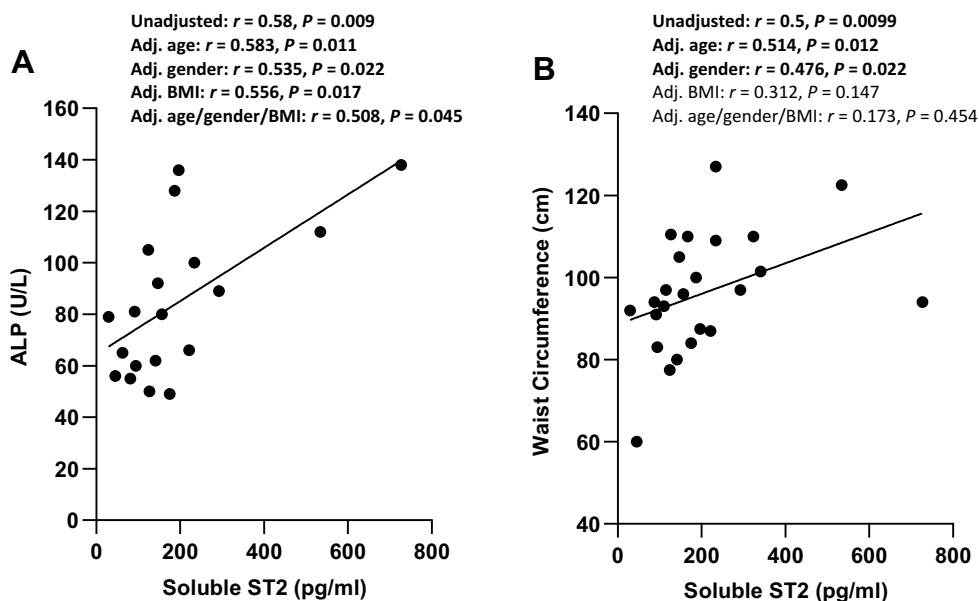 Unadjusted: r = 0.58, P = 0.009
Adj. age: r = 0.583, P = 0.011
Adj. gender: r = 0.535, P = 0.022
Adj. BMI: r = 0.556, P = 0.017
Adj. age/gender/BMI: r = 0.508, P = 0.045
A
160
140
120
100
80
60
40
20
0
ALP (U/L)
0 200 400 600 800
Soluble ST2 (pg/ml)
Unadjusted: r = 0.5, P = 0.0099
Adj. age: r = 0.514, P = 0.012
Adj. gender: r = 0.476, P = 0.022
Adj. BMI: r = 0.312, P = 0.147
Adj. age/gender/BMI: r = 0.173, P = 0.454
B
140
120
100
80
60
40
Waist Circumference (cm)
0 200 400 600 800
Soluble ST2 (pg/ml)